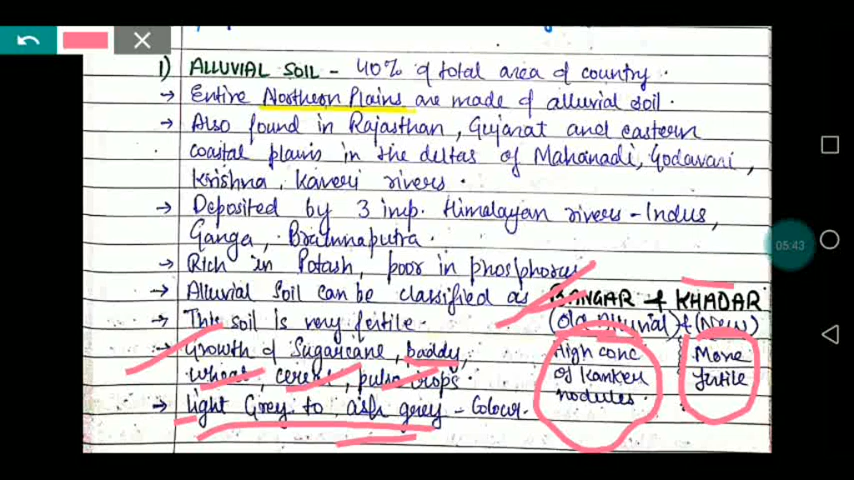 1) ALLUVIAL SOIL - 40% of total area of country.
→ Entire Northern Plains are made of alluvial soil.
→ Also found in Rajasthan, Gujarat and eastern
coastal plains in the deltas of Mahanadi, Godavari,
Krishna, Kaveri rivers.
→ Deposited by 3 imp. Himalayan rivers - Indus,
Ganga, Brahmaputra.
→ Rich in Potash, poor in phosphorus
→ Alluvial Soil can be classified as BANGAR + KHADAR
(Old Alluvial) + (New)
→ This soil is very fertile.
→ Growth of Sugarcane, paddy,
wheat, cereal, pulse crops
High conc
of Kanker
nodules.
More
fertile
→ light Grey to ash grey - Colour.
05:43